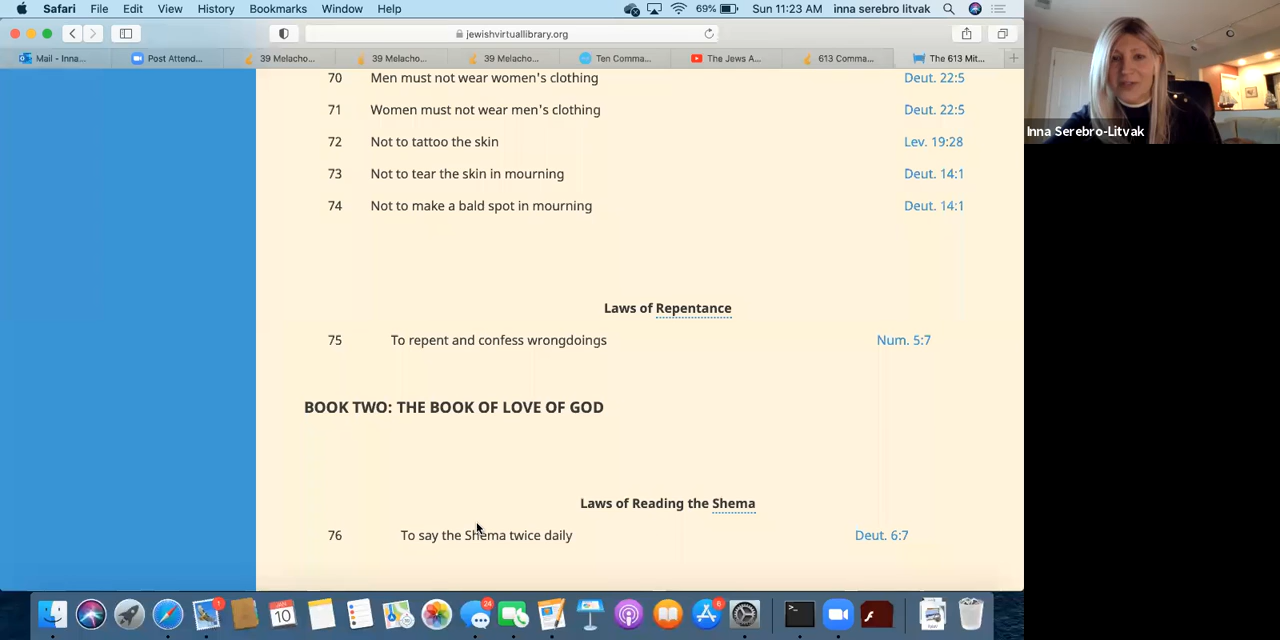 Safari File Edit View History Bookmarks Window Help 69% Sun 11:23 AM inna serebro litvak
jewishvirtuallibrary.org
Mail - Inna... Post Attend... 39 Melacho... 39 Melacho... 39 Melacho... Ten Comma... The Jews A... 613 Comma... The 613 Mit...
70 Men must not wear women's clothing Deut. 22:5
71 Women must not wear men's clothing Deut. 22:5
72 Not to tattoo the skin Lev. 19:28
73 Not to tear the skin in mourning Deut. 14:1
74 Not to make a bald spot in mourning Deut. 14:1
Laws of Repentance
75 To repent and confess wrongdoings Num. 5:7
BOOK TWO: THE BOOK OF LOVE OF GOD
Laws of Reading the Shema
76 To say the Shema twice daily Deut. 6:7
Inna Serebro-Litvak
JAN
10
1
24
6